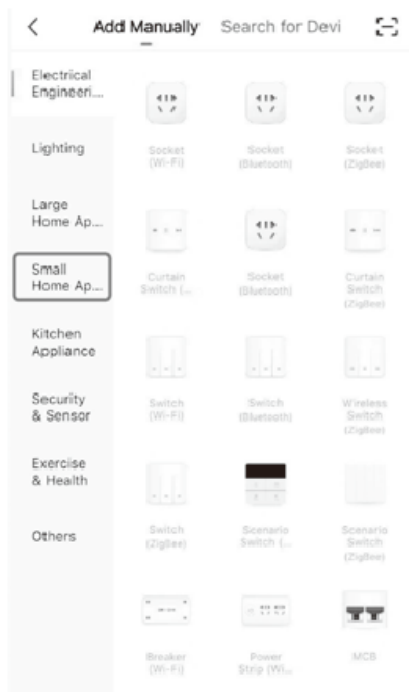 Add Manually Search for Devi
Electriical
Engineeri...
Lighting
Large
Home Ap...
Small
Home Ap...
Kitchen
Appliance
Security
& Sensor
Exercise
& Health
Others
Socket
(Wi-Fi)
Socket
(Bluetooth)
Socket
(ZigBee)
Curtain
Switch (...
Socket
(Bluetooth)
Curtain
Switch
(ZigBee)
Switch
(Wi-Fi)
Switch
(Bluetooth)
Wireless
Switch
(ZigBee)
Switch
(ZigBee)
Scenario
Switch (...
Scenario
Switch
(ZigBee)
Breaker
(Wi-Fi)
Power
Strip (Wi...
MCB